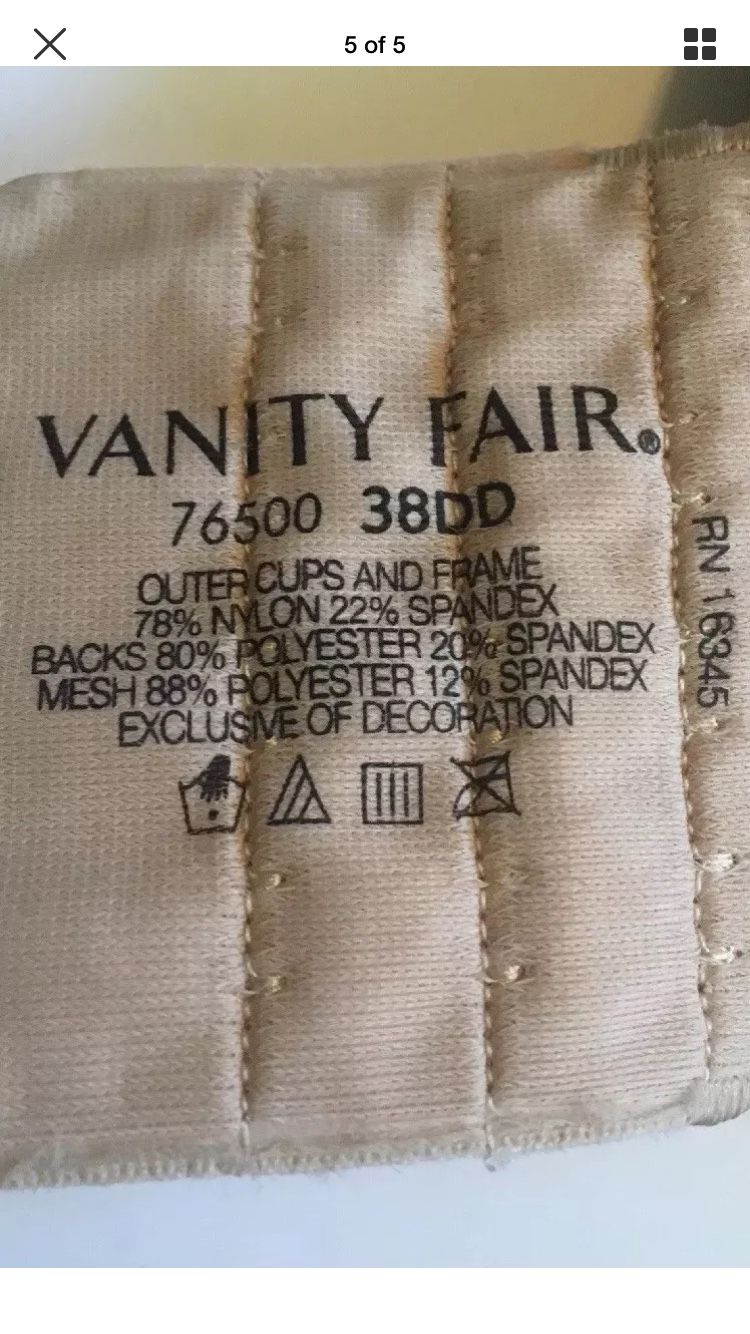 5 of 5
VANITY FAIR®
76500 38DD
OUTER CUPS AND FRAME
78% NYLON 22% SPANDEX
BACKS 80% POLYESTER 20% SPANDEX
MESH 88% POLYESTER 12% SPANDEX
EXCLUSIVE OF DECORATION
RN 16345